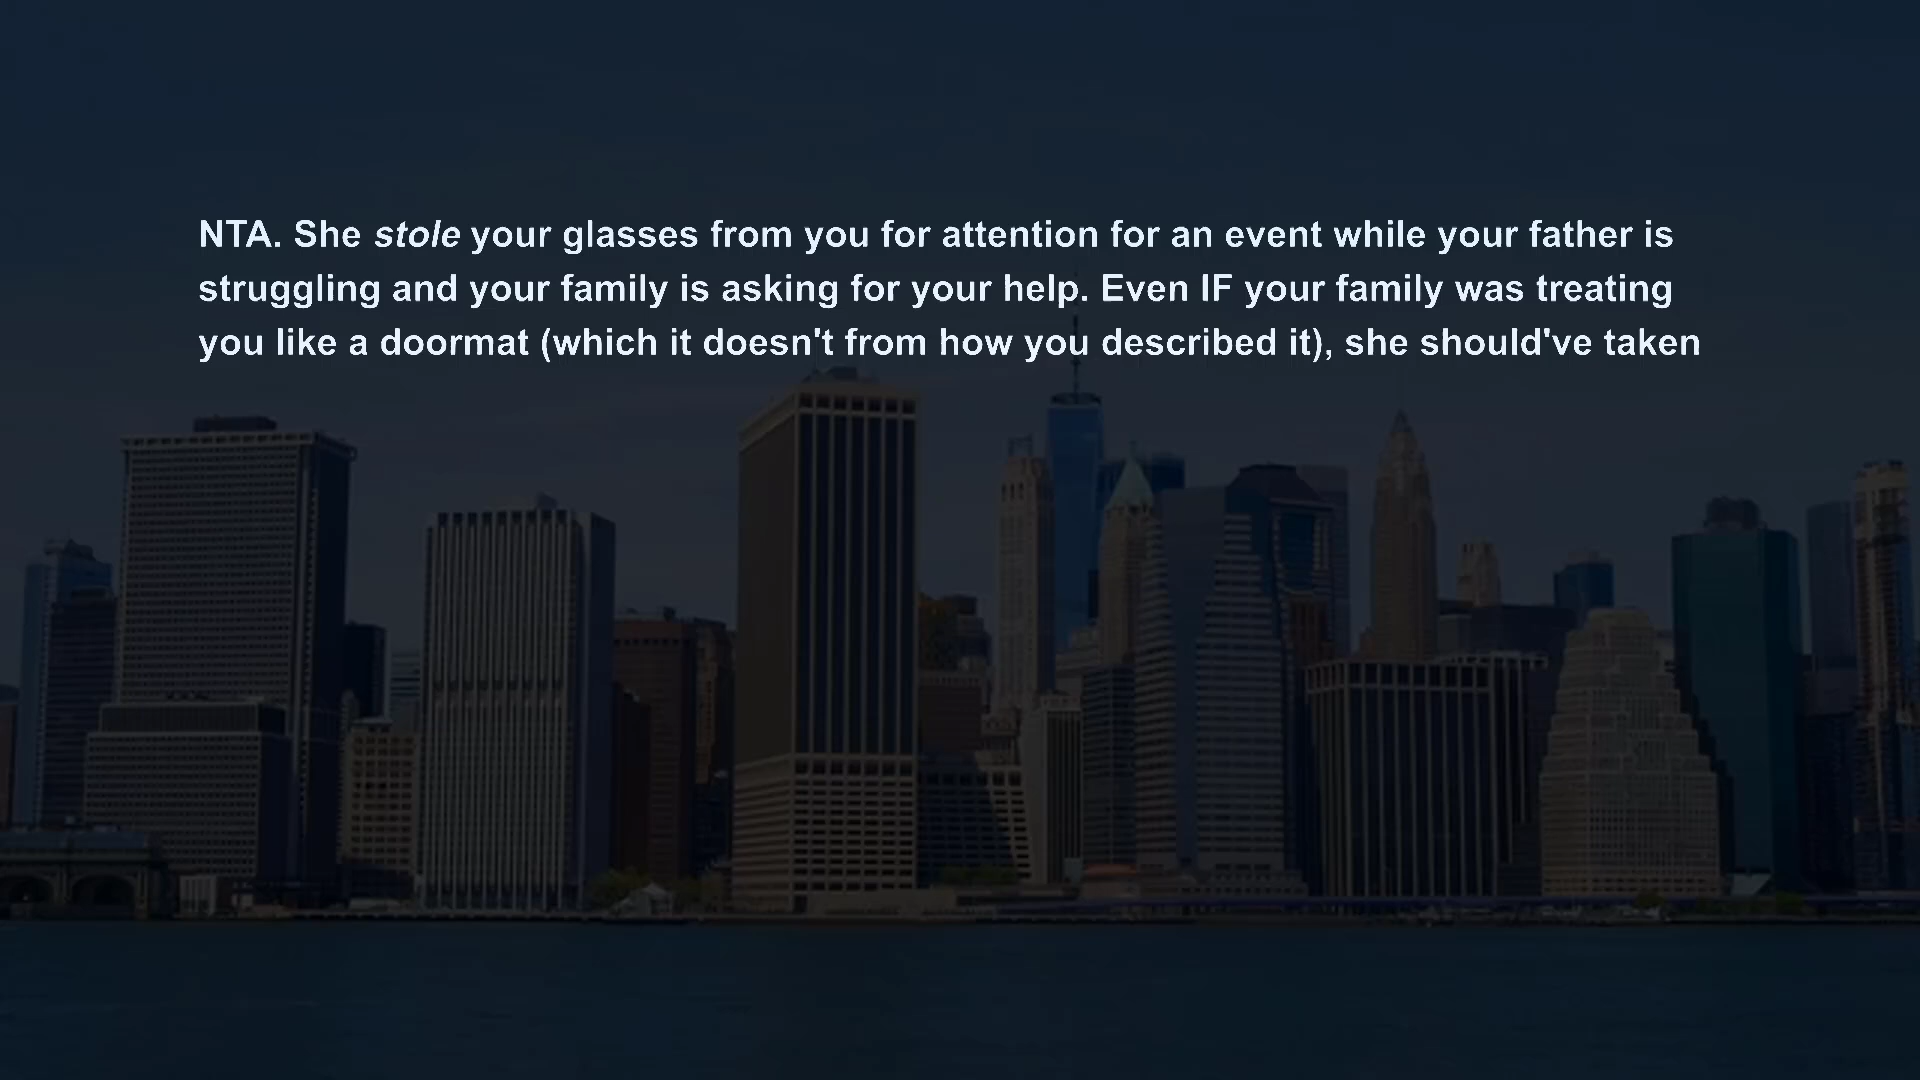 NTA. She stole your glasses from you for attention for an event while your father is
struggling and your family is asking for your help. Even IF your family was treating
you like a doormat (which it doesn't from how you described it), she should've taken